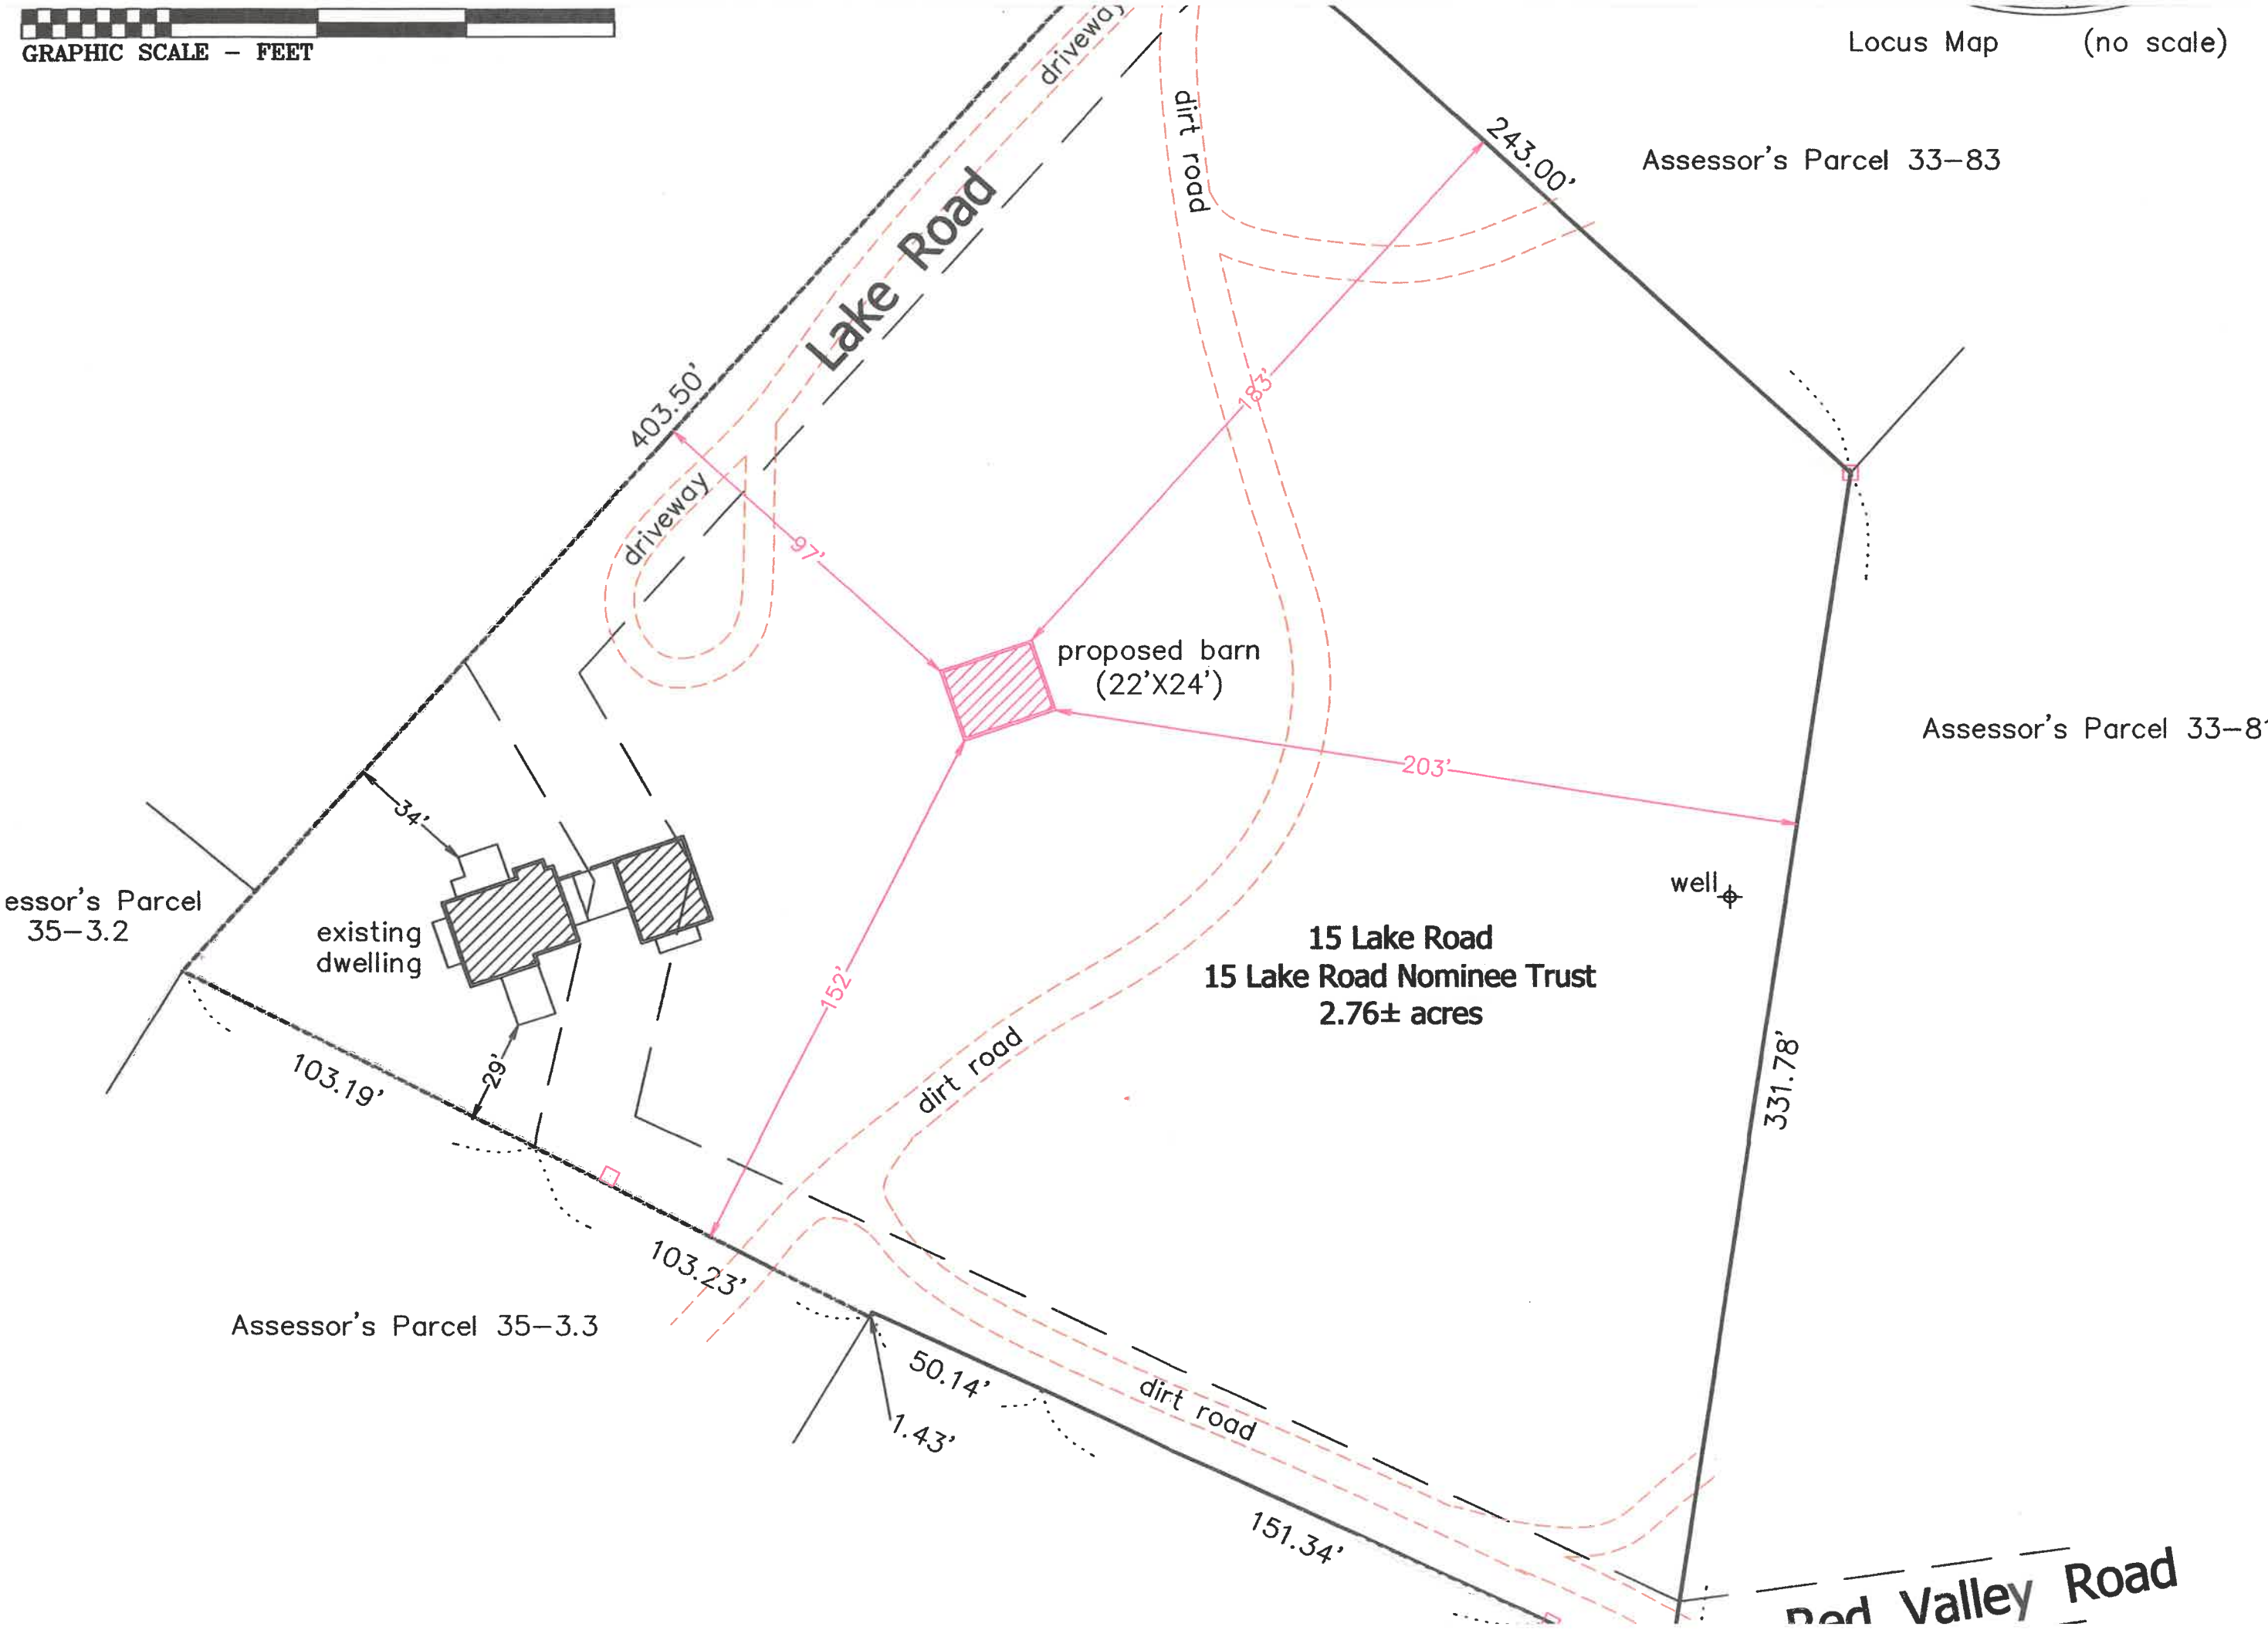 GRAPHIC SCALE – FEET
Locus Map (no scale)
driveway
dirt road
243.00'
Assessor's Parcel 33–83
Lake Road
403.50'
183'
driveway
97'
proposed barn
(22'X24')
Assessor's Parcel 33–81
203'
34'
well
essor's Parcel
35–3.2
existing
dwelling
15 Lake Road
15 Lake Road Nominee Trust
2.76± acres
152'
29'
103.19'
dirt road
331.78'
103.23'
Assessor's Parcel 35–3.3
50.14'
1.43'
dirt road
151.34'
Red Valley Road